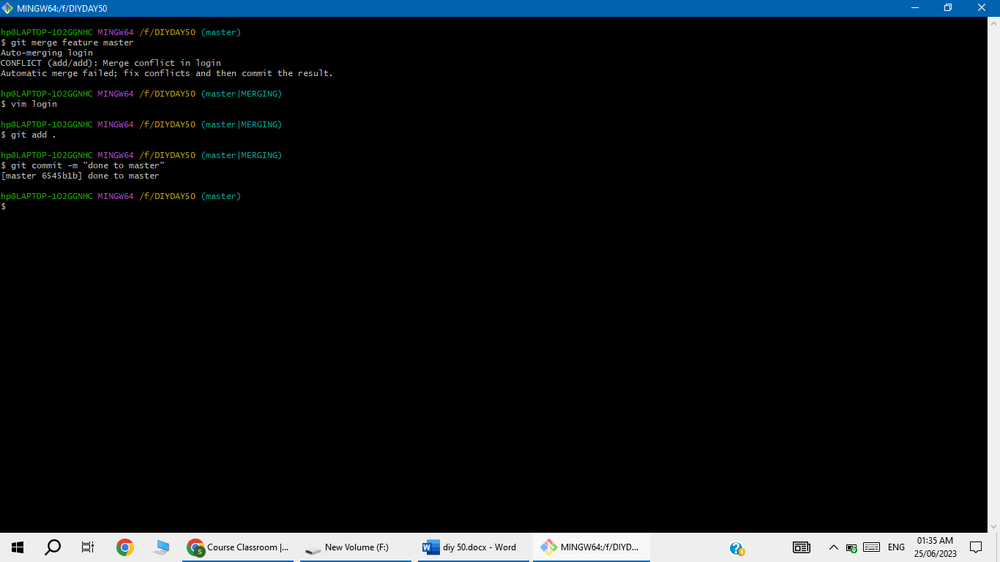 MINGW64:/f/DIYDAY50
hp@LAPTOP-1O2GGNHC MINGW64 /f/DIYDAY50 (master)
$ git merge feature master
Auto-merging login
CONFLICT (add/add): Merge conflict in login
Automatic merge failed; fix conflicts and then commit the result.
hp@LAPTOP-1O2GGNHC MINGW64 /f/DIYDAY50 (master|MERGING)
$ vim login
hp@LAPTOP-1O2GGNHC MINGW64 /f/DIYDAY50 (master|MERGING)
$ git add .
hp@LAPTOP-1O2GGNHC MINGW64 /f/DIYDAY50 (master|MERGING)
$ git commit -m "done to master"
[master 6545b1b] done to master
hp@LAPTOP-1O2GGNHC MINGW64 /f/DIYDAY50 (master)
$
S
Course Classroom |...
New Volume (F:)
diy 50.docx - Word
MINGW64:/f/DIYD...
ENG
01:35 AM
25/06/2023